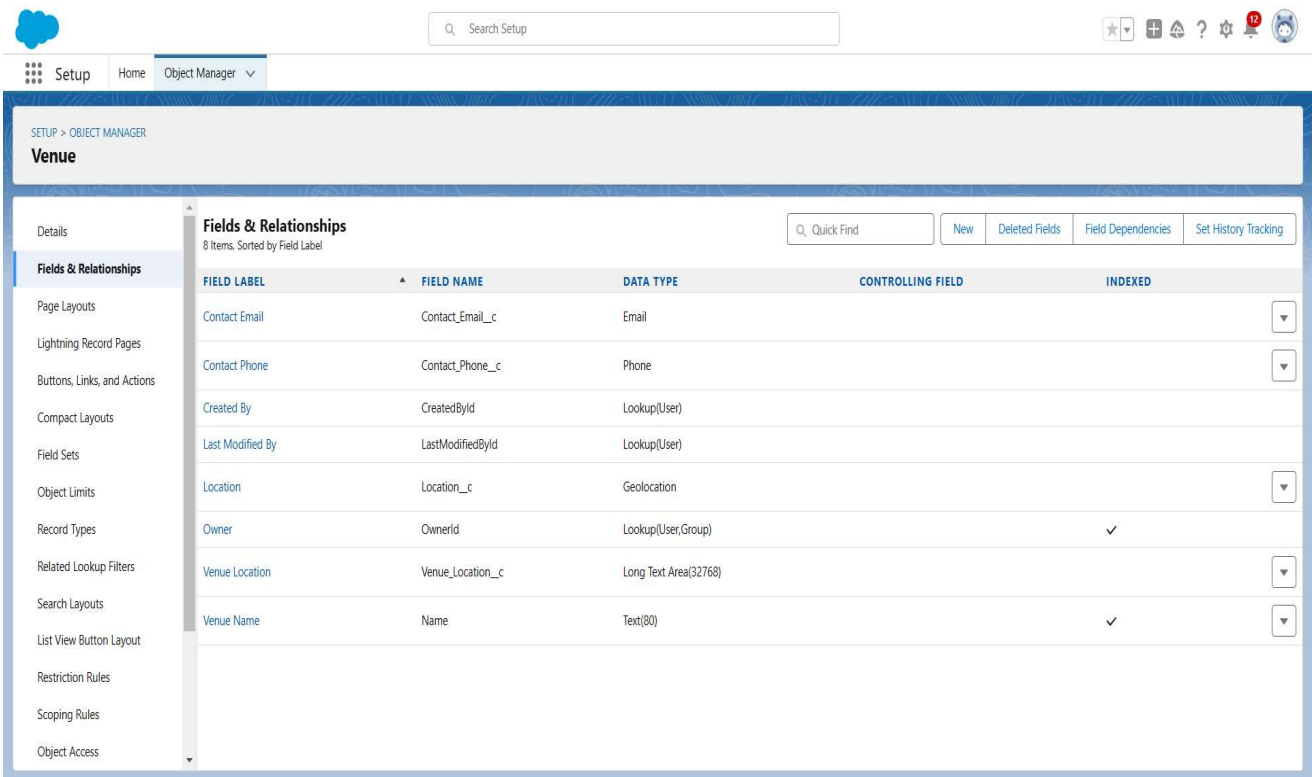 Search Setup
12
Setup Home Object Manager
SETUP > OBJECT MANAGER
Venue
Details
Fields & Relationships
Page Layouts
Lightning Record Pages
Buttons, Links, and Actions
Compact Layouts
Field Sets
Object Limits
Record Types
Related Lookup Filters
Search Layouts
List View Button Layout
Restriction Rules
Scoping Rules
Object Access
Fields & Relationships
8 Items, Sorted by Field Label
Quick Find New Deleted Fields Field Dependencies Set History Tracking
FIELD LABEL FIELD NAME DATA TYPE CONTROLLING FIELD INDEXED
Contact Email Contact_Email__c Email
Contact Phone Contact_Phone__c Phone
Created By CreatedById Lookup(User)
Last Modified By LastModifiedById Lookup(User)
Location Location__c Geolocation
Owner OwnerId Lookup(User,Group)
Venue Location Venue_Location__c Long Text Area(32768)
Venue Name Name Text(80)